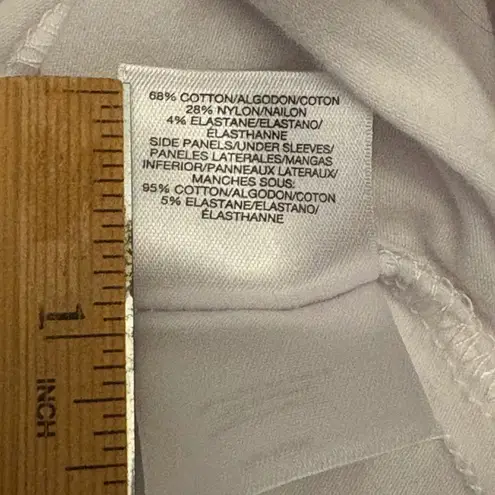 68% COTTON/ALGODON/COTON
28% NYLON/NAILON
4% ELASTANE/ELASTANO/
ÉLASTHANNE
SIDE PANELS/UNDER SLEEVES/
PANELES LATERALES/MANGAS
INFERIOR/PANNEAUX LATERAUX/
MANCHES SOUS:
95% COTTON/ALGODON/COTON
5% ELASTANE/ELASTANO/
ÉLASTHANNE
1
INCH